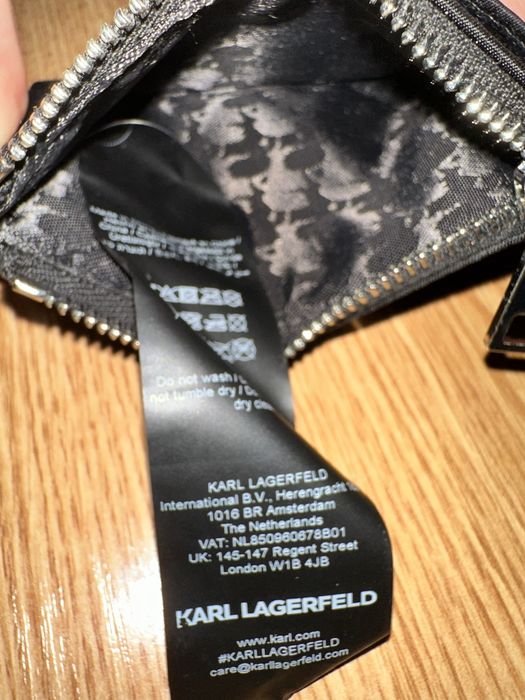 Do not wash /
not tumble dry /
dry
KARL LAGERFELD
International B.V., Herengracht
1016 BR Amsterdam
The Netherlands
VAT: NL850960678B01
UK: 145-147 Regent Street
London W1B 4JB
KARL LAGERFELD
www.karl.com
#KARLLAGERFELD
care@karllagerfeld.com